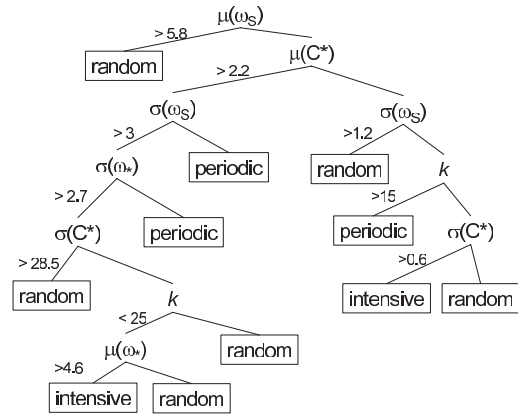 μ(ωS)
>5.8
random
μ(C*)
>2.2
σ(ωS)
σ(ωS)
>3
periodic
>1.2
random
k
σ(ω*)
>2.7
periodic
>15
periodic
σ(C*)
σ(C*)
>28.5
random
>0.6
intensive
random
k
<25
random
μ(ω*)
>4.6
intensive
random